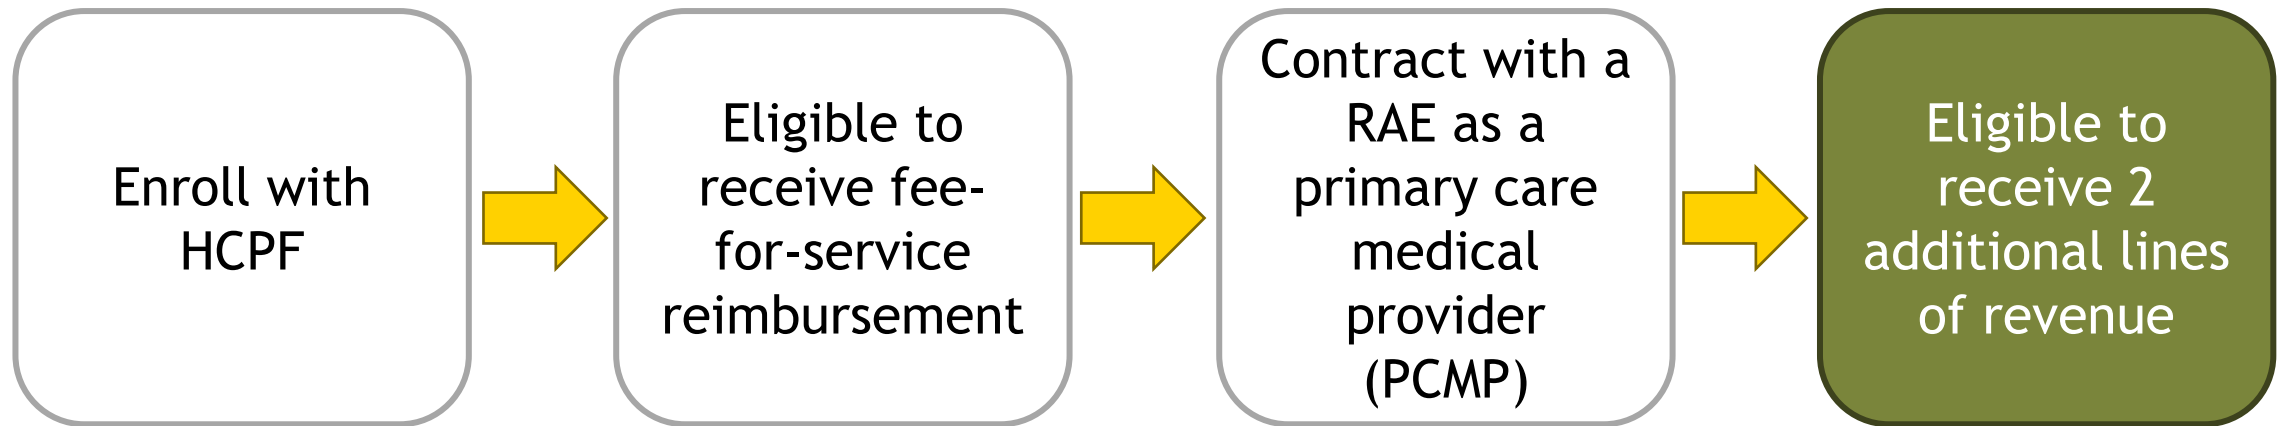 Enroll with
HCPF
Eligible to
receive fee-
for-service
reimbursement
Contract with a
RAE as a
primary care
medical
provider
(PCMP)
Eligible to
receive 2
additional lines
of revenue